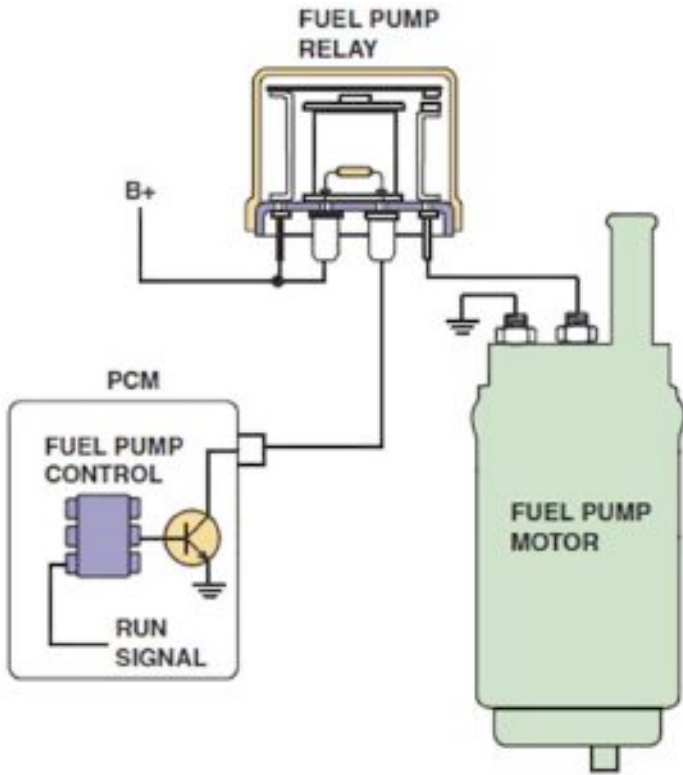 FUEL PUMP
RELAY
B+
PCM
FUEL PUMP
CONTROL
RUN
SIGNAL
FUEL PUMP
MOTOR